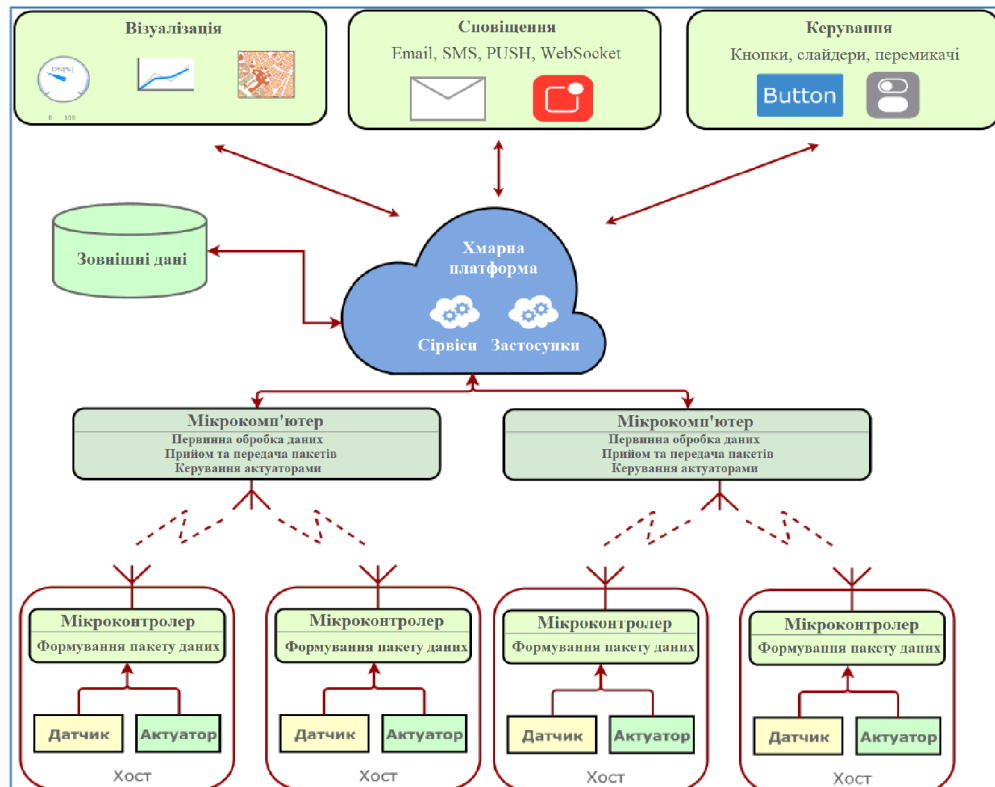 Візуалізація
CPU[%]
0 100
Сповіщення
Email, SMS, PUSH, WebSocket
Керування
Кнопки, слайдери, перемикачі
Button
Зовнішні дані
Хмарна
платформа
Сірвіси Застосунки
Мікрокомп'ютер
Первинна обробка даних
Прийом та передача пакетів
Керування актуаторами
Мікрокомп'ютер
Первинна обробка даних
Прийом та передача пакетів
Керування актуаторами
Мікроконтролер
Формування пакету даних
Датчик Актуатор
Хост
Мікроконтролер
Формування пакету даних
Датчик Актуатор
Хост
Мікроконтролер
Формування пакету даних
Датчик Актуатор
Хост
Мікроконтролер
Формування пакету даних
Датчик Актуатор
Хост